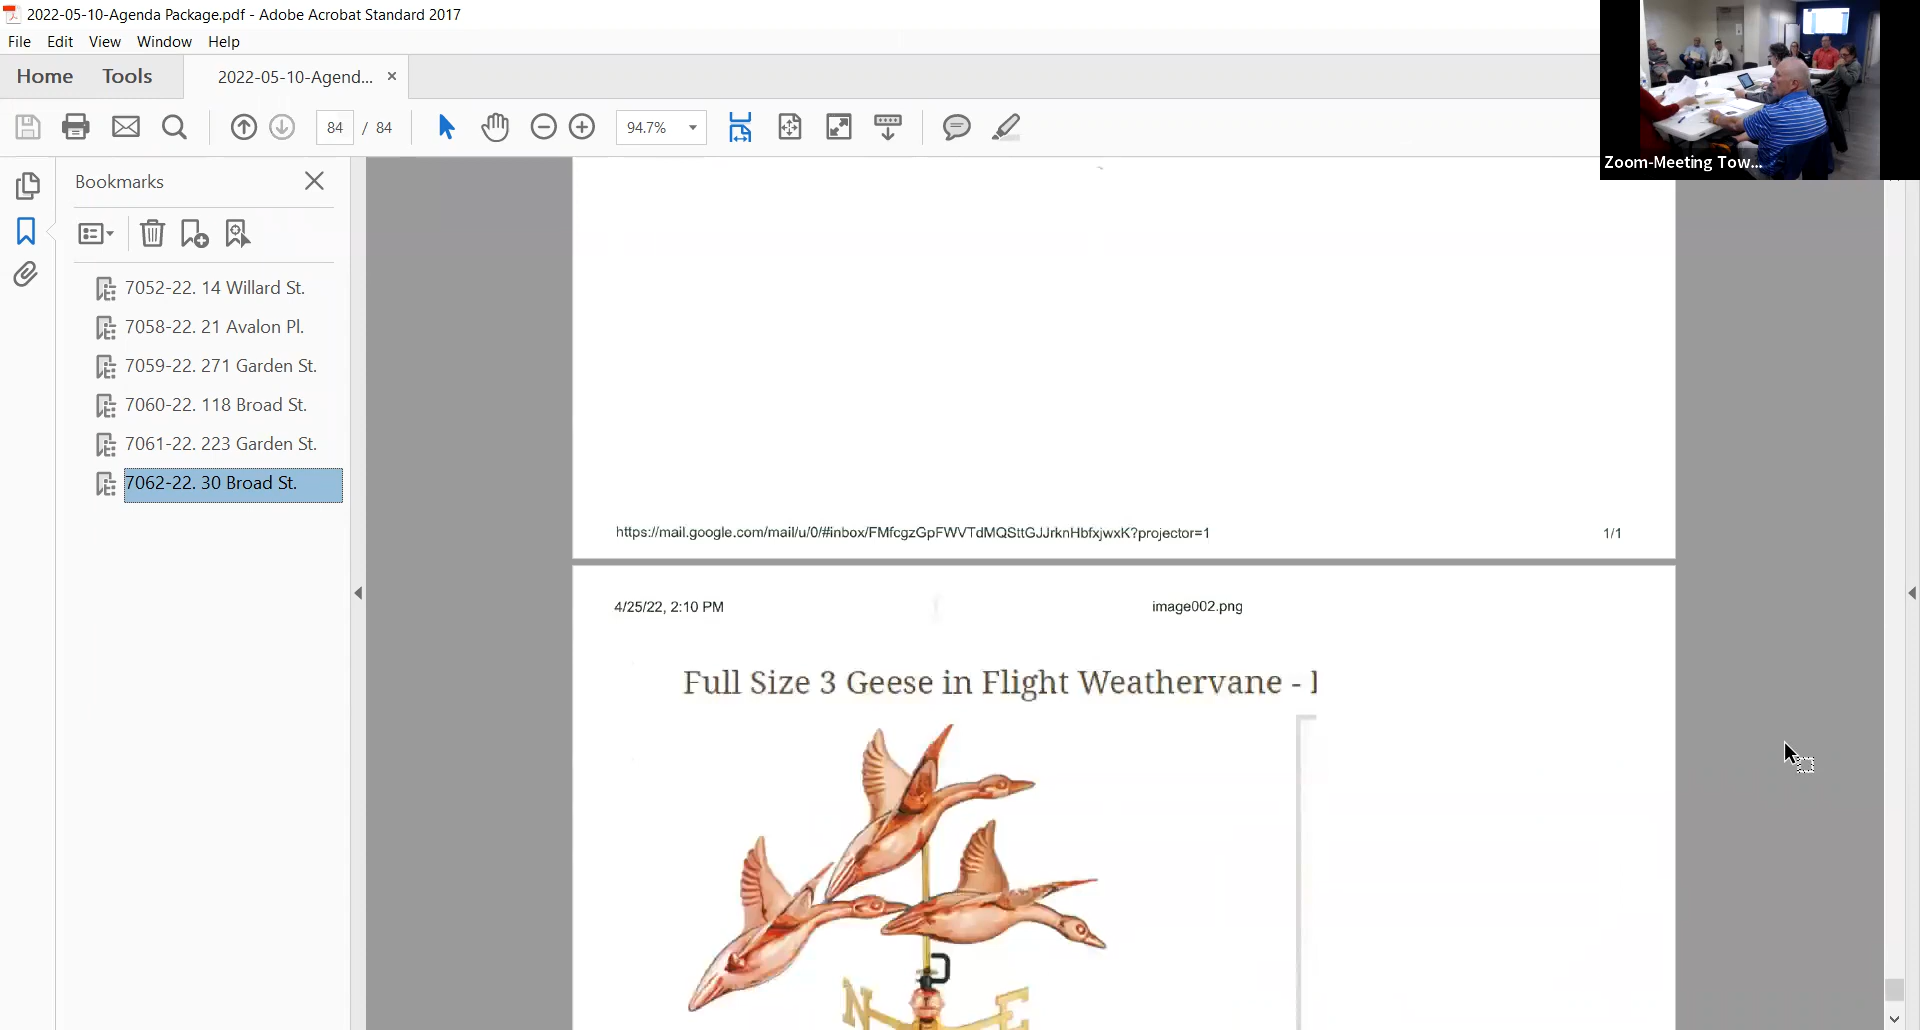 2022-05-10-Agenda Package.pdf - Adobe Acrobat Standard 2017
File Edit View Window Help
Home Tools 2022-05-10-Agend... ×
84 / 84 94.7%
Zoom-Meeting Tow...
Bookmarks
7052-22. 14 Willard St.
7058-22. 21 Avalon Pl.
7059-22. 271 Garden St.
7060-22. 118 Broad St.
7061-22. 223 Garden St.
7062-22. 30 Broad St.
https://mail.google.com/mail/u/0/#inbox/FMfcgzGpFWVTdMQSttGJJrknHbfxjwxK?projector=1 1/1
4/25/22, 2:10 PM image002.png
Full Size 3 Geese in Flight Weathervane -
N E